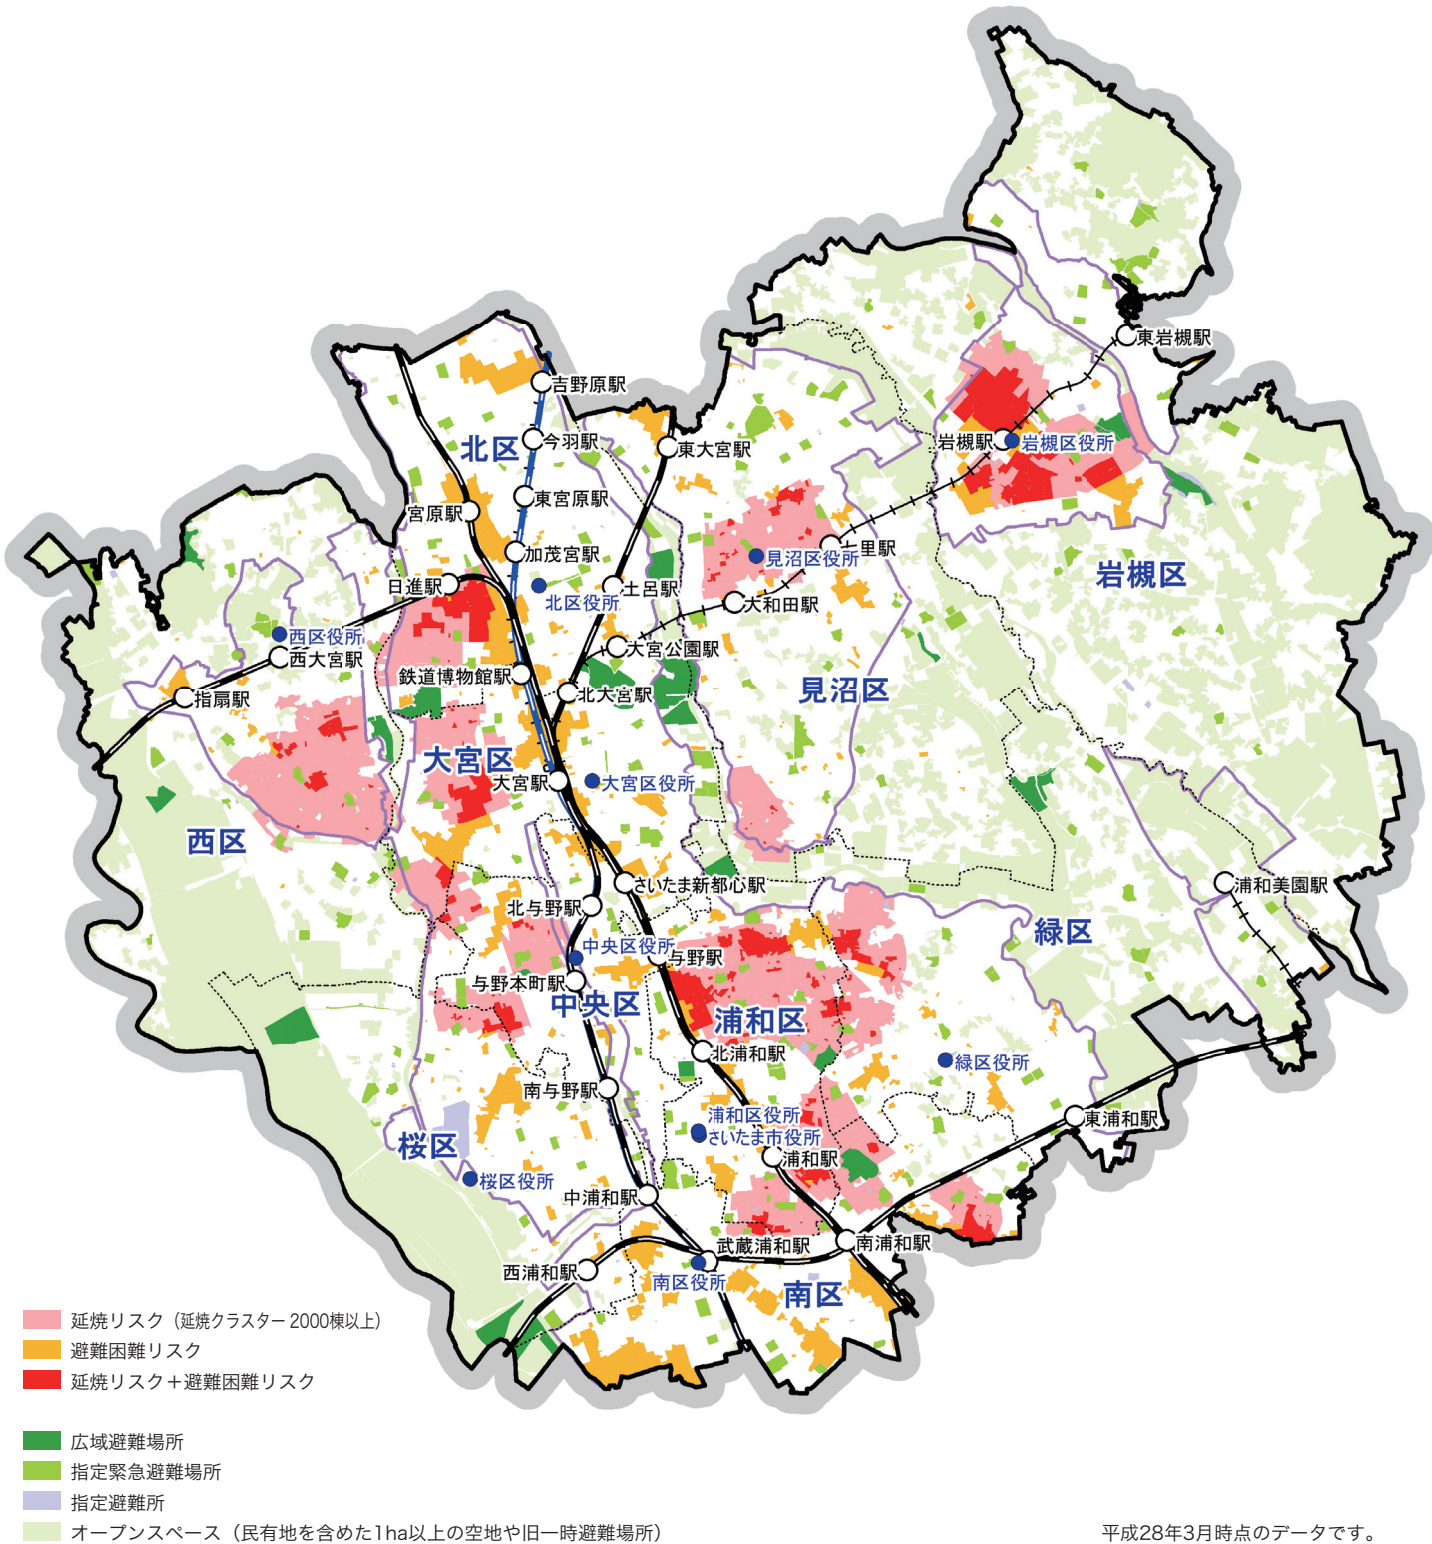 東岩槻駅
吉野原駅
北区
今羽駅
東大宮駅
岩槻駅
岩槻区役所
東宮原駅
宮原駅
加茂宮駅
見沼区役所
七里駅
岩槻区
日進駅
北区役所
土呂駅
大和田駅
西区役所
西大宮駅
大宮公園駅
鉄道博物館駅
見沼区
指扇駅
北大宮駅
大宮区
大宮駅
大宮区役所
西区
さいたま新都心駅
浦和美園駅
北与野駅
緑区
中央区役所
与野駅
与野本町駅
中央区
浦和区
北浦和駅
緑区役所
南与野駅
浦和区役所
さいたま市役所
東浦和駅
桜区
浦和駅
桜区役所
中浦和駅
武蔵浦和駅
南浦和駅
西浦和駅
南区役所
南区
延焼リスク（延焼クラスター 2000棟以上）
避難困難リスク
延焼リスク＋避難困難リスク
広域避難場所
指定緊急避難場所
指定避難所
オープンスペース（民有地を含めた1ha以上の空地や旧一時避難場所）
平成28年3月時点のデータです。